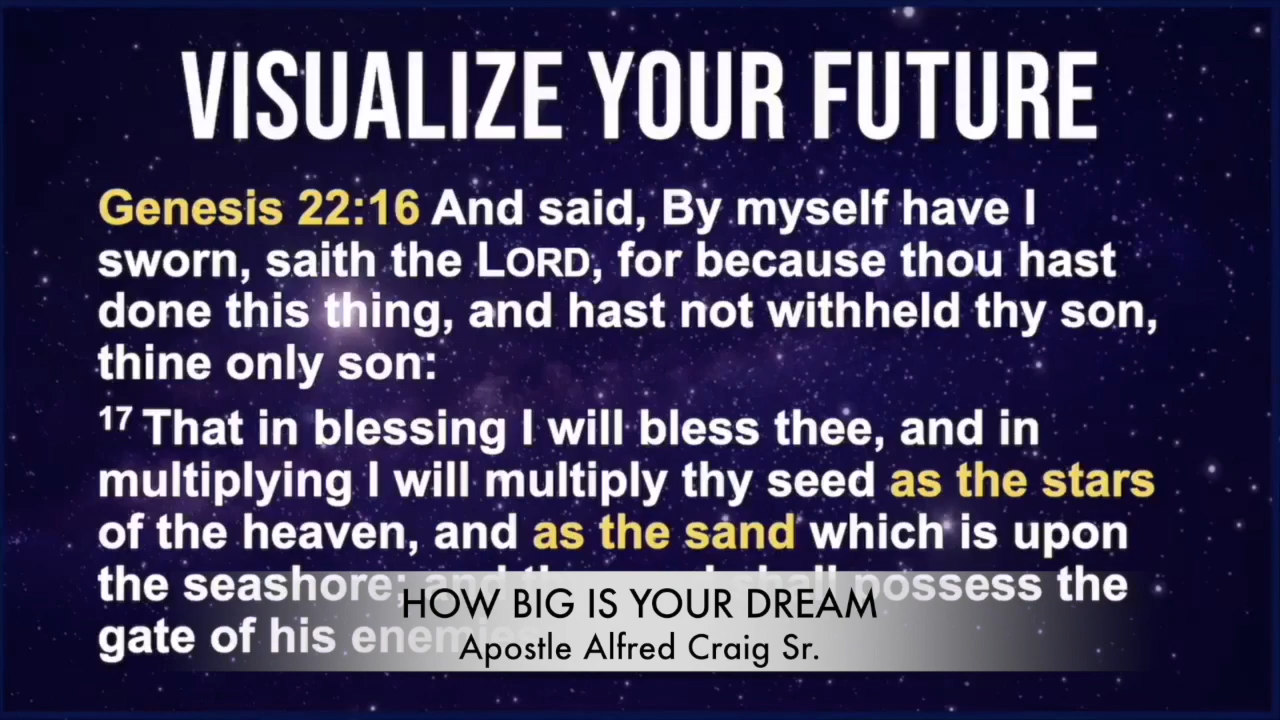 VISUALIZE YOUR FUTURE
Genesis 22:16 And said, By myself have I
sworn, saith the LORD, for because thou hast
done this thing, and hast not withheld thy son,
thine only son:
17 That in blessing I will bless thee, and in
multiplying I will multiply thy seed as the stars
of the heaven, and as the sand which is upon
the seashore; and shall possess the
gate of his
HOW BIG IS YOUR DREAM
Apostle Alfred Craig Sr.